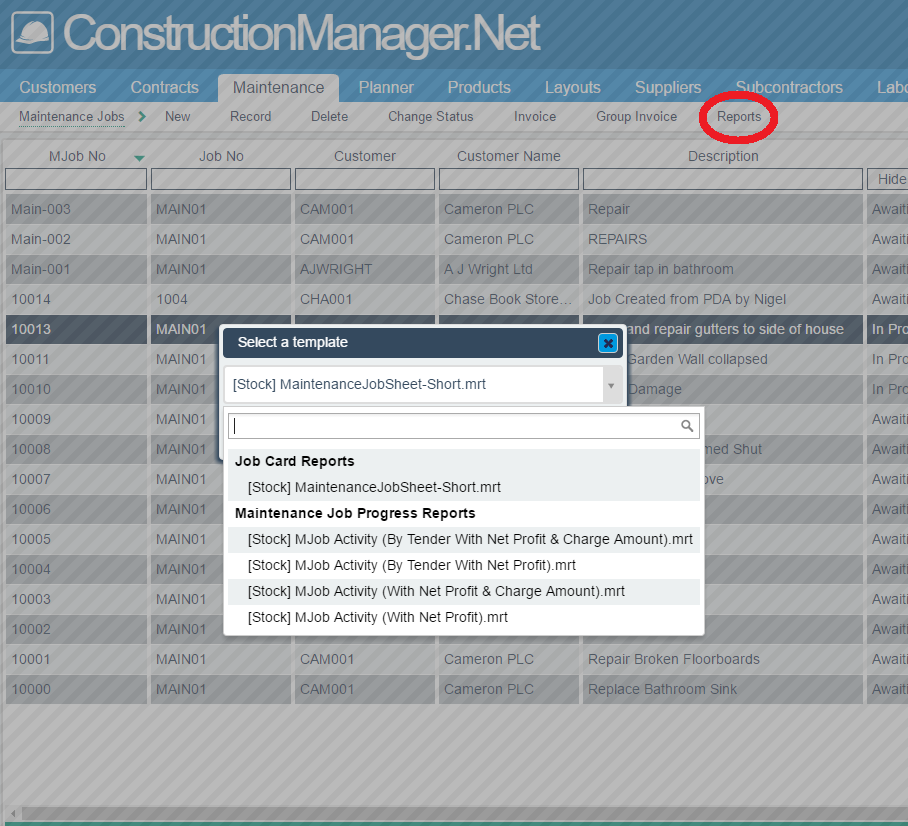 ConstructionManager.Net
Customers Contracts Maintenance Planner Products Layouts Suppliers Subcontractors
Maintenance Jobs New Record Delete Change Status Invoice Group Invoice Reports
MJob No Job No Customer Customer Name Description
Hide
Main-003 MAIN01 CAM001 Cameron PLC Repair Awaiti
Main-002 MAIN01 CAM001 Cameron PLC REPAIRS Awaiti
Main-001 MAIN01 AJWRIGHT A J Wright Ltd Repair tap in bathroom Awaiti
10014 1004 CHA001 Chase Book Store... Job Created from PDA by Nigel Awaiti
10013 MAIN01 and repair gutters to side of house In Pro
Select a template
10011 MAIN01 Garden Wall collapsed In Pro
10010 MAIN01 Damage In Pro
[Stock] MaintenanceJobSheet-Short.mrt
10009 MAIN01 Awaiti
10008 MAIN01 med Shut Awaiti
Job Card Reports
10007 MAIN01 ove Awaiti
[Stock] MaintenanceJobSheet-Short.mrt
10006 MAIN01 Awaiti
Maintenance Job Progress Reports
10005 MAIN01 Awaiti
[Stock] MJob Activity (By Tender With Net Profit & Charge Amount).mrt
10004 MAIN01 Awaiti
[Stock] MJob Activity (By Tender With Net Profit).mrt
10003 MAIN01 Awaiti
[Stock] MJob Activity (With Net Profit & Charge Amount).mrt
10002 MAIN01 Awaiti
[Stock] MJob Activity (With Net Profit).mrt
10001 MAIN01 CAM001 Cameron PLC Repair Broken Floorboards Awaiti
10000 MAIN01 CAM001 Cameron PLC Replace Bathroom Sink Awaiti